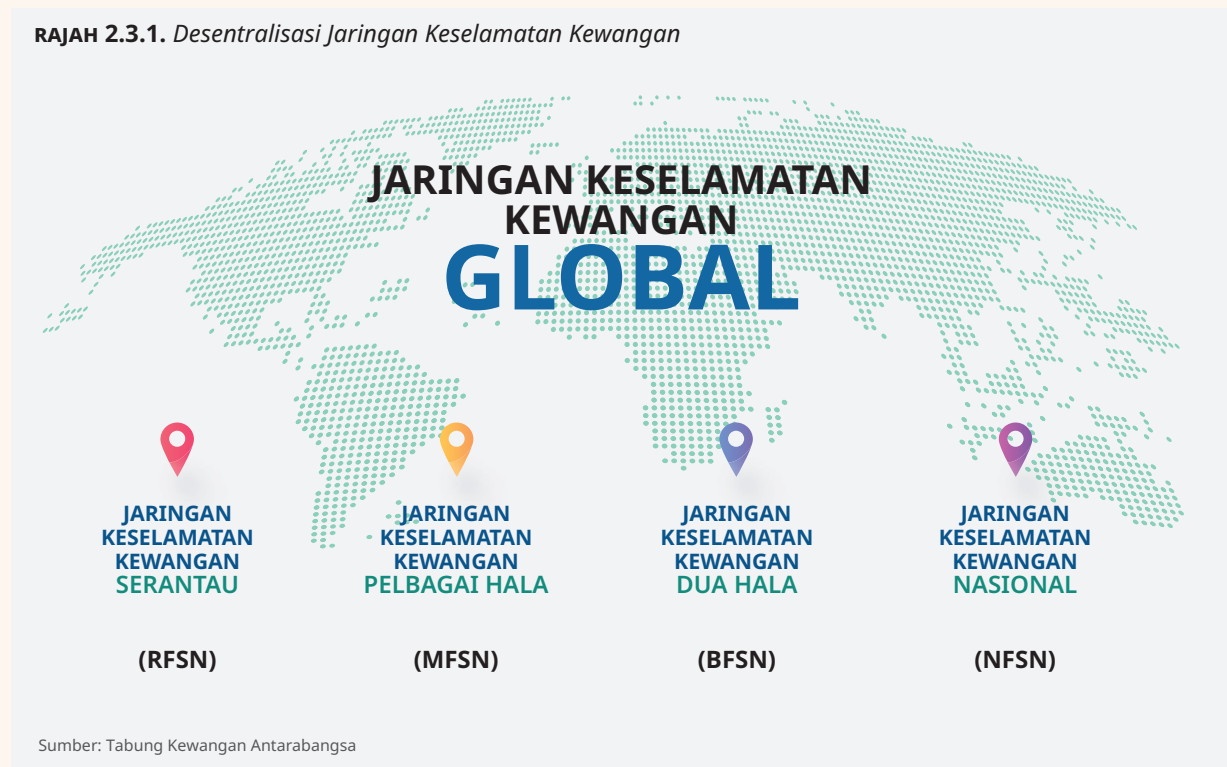 RAJAH 2.3.1. Desentralisasi Jaringan Keselamatan Kewangan
JARINGAN KESELAMATAN
KEWANGAN
GLOBAL
JARINGAN
KESELAMATAN
KEWANGAN
SERANTAU
(RFSN)
JARINGAN
KESELAMATAN
KEWANGAN
PELBAGAI HALA
(MFSN)
JARINGAN
KESELAMATAN
KEWANGAN
DUA HALA
(BFSN)
JARINGAN
KESELAMATAN
KEWANGAN
NASIONAL
(NFSN)
Sumber: Tabung Kewangan Antarabangsa